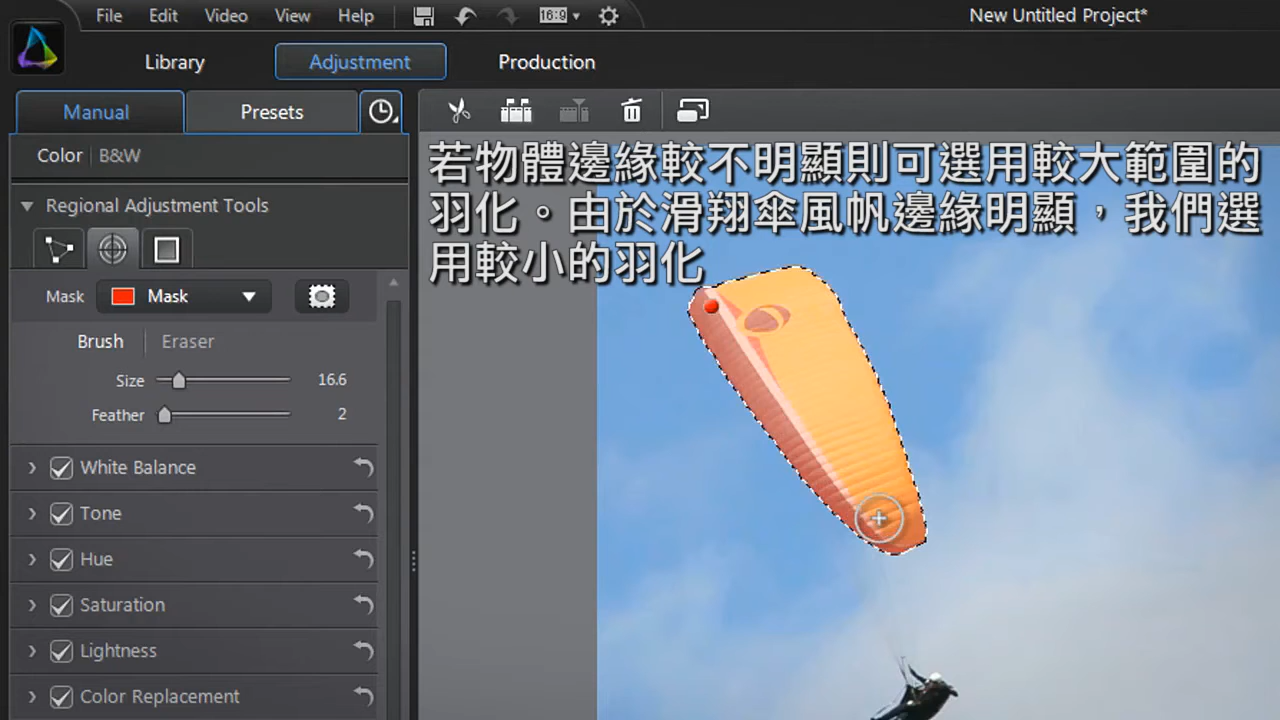 File Edit Video View Help 16:9 New Untitled Project*
Library Adjustment Production
Manual Presets
Color B&W
Regional Adjustment Tools
Mask Mask
Brush Eraser
Size 16.6
Feather 2
White Balance
Tone
Hue
Saturation
Lightness
Color Replacement
若物體邊緣較不明顯則可選用較大範圍的
羽化。由於滑翔傘風帆邊緣明顯，我們選
用較小的羽化